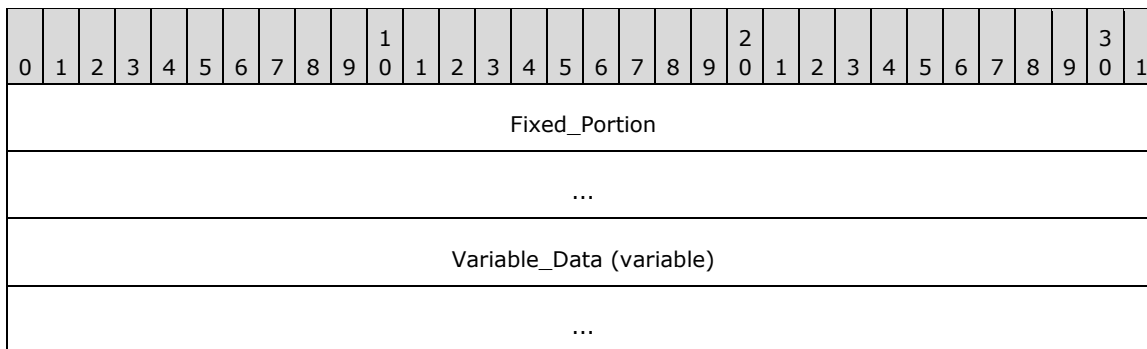 1 2 3
0 1 2 3 4 5 6 7 8 9 0 1 2 3 4 5 6 7 8 9 0 1 2 3 4 5 6 7 8 9 0 1
Fixed_Portion
...
Variable_Data (variable)
...